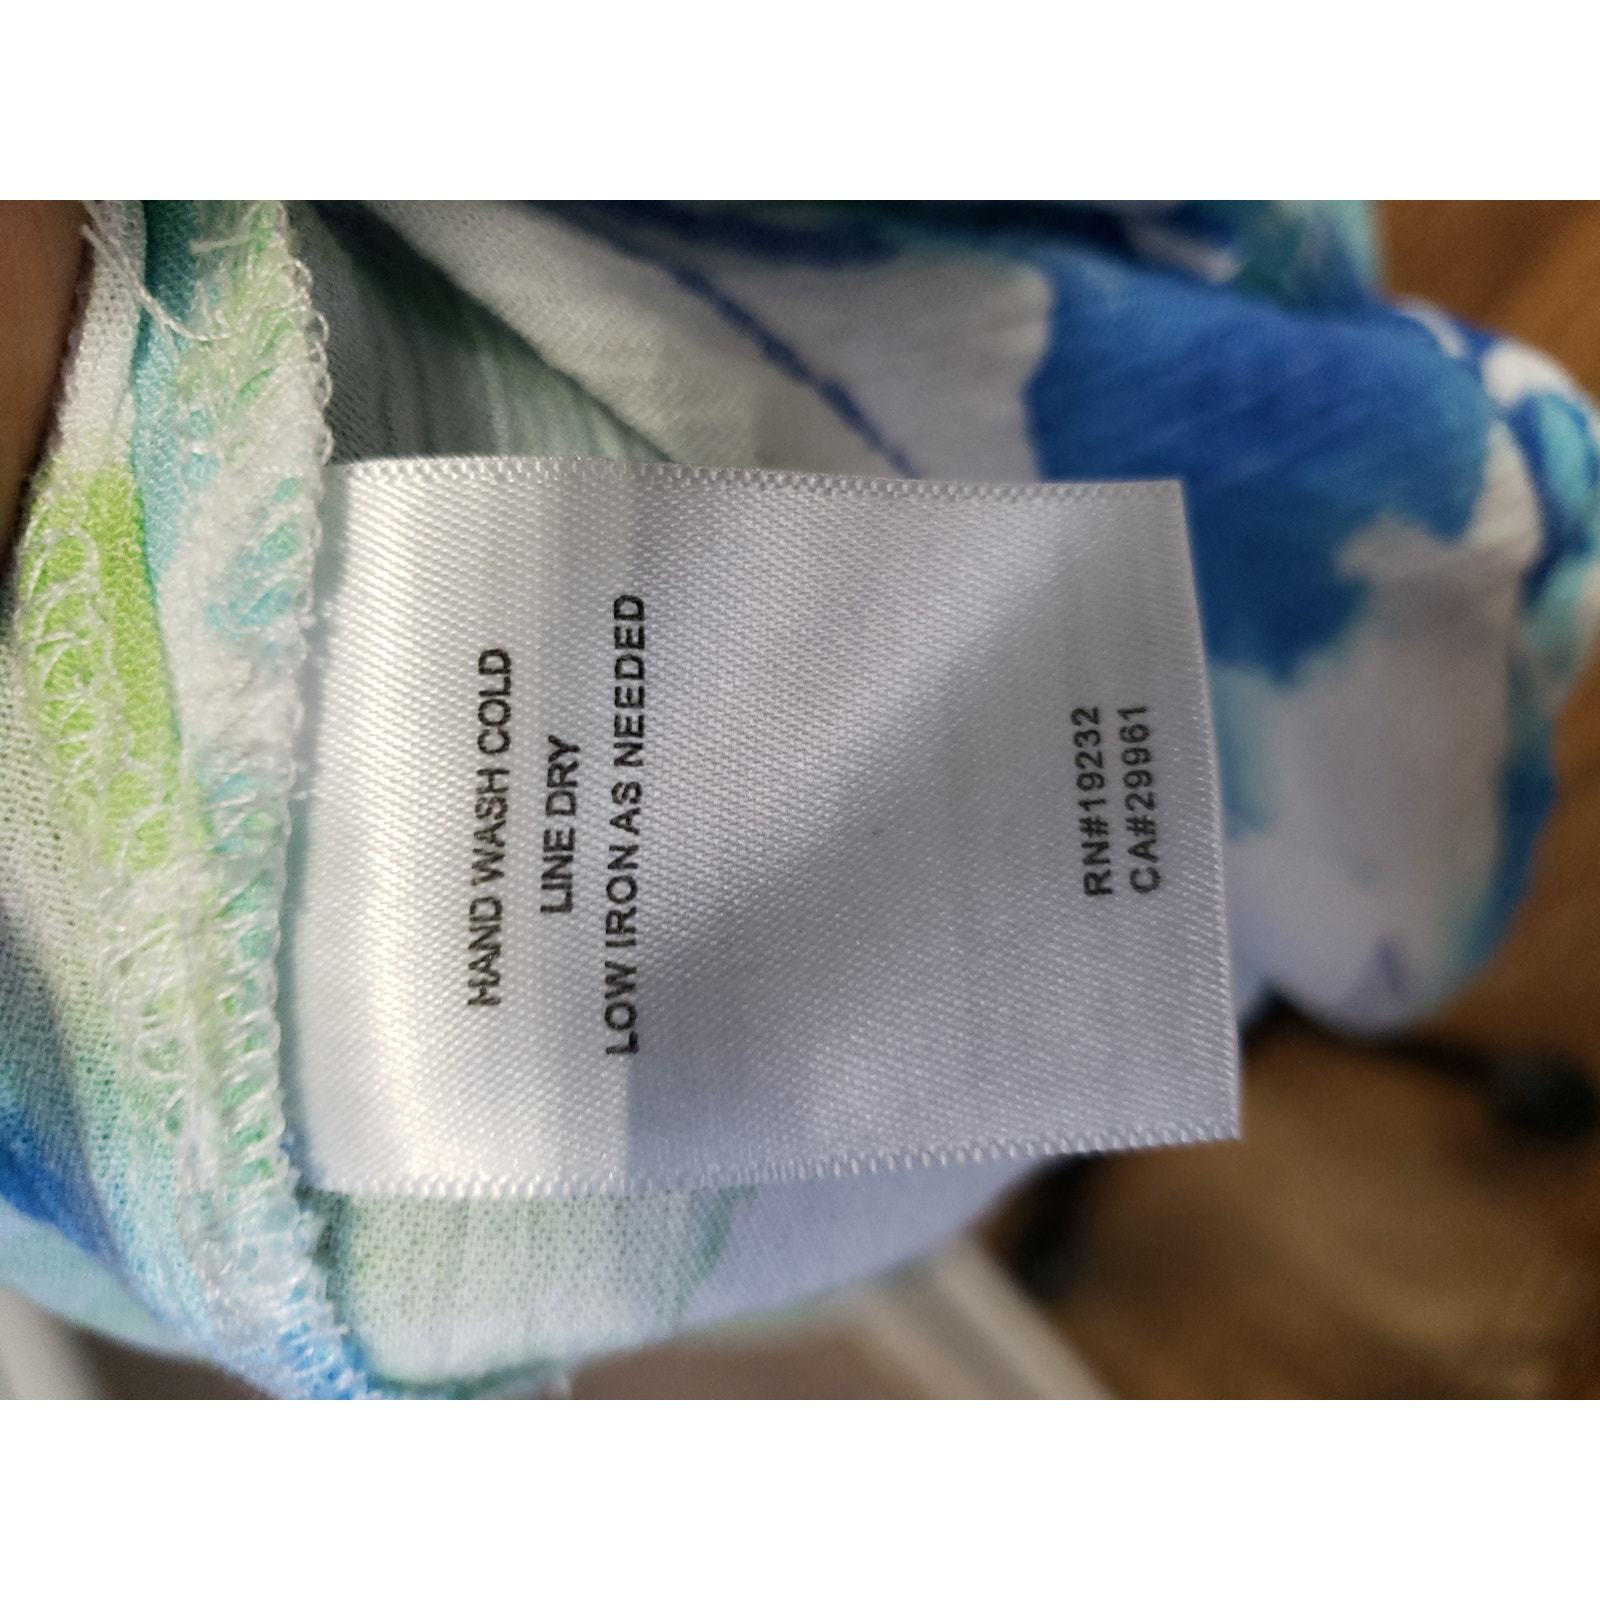 HAND WASH COLD
LINE DRY
LOW IRON AS NEEDED
RN#19232
CA#29961